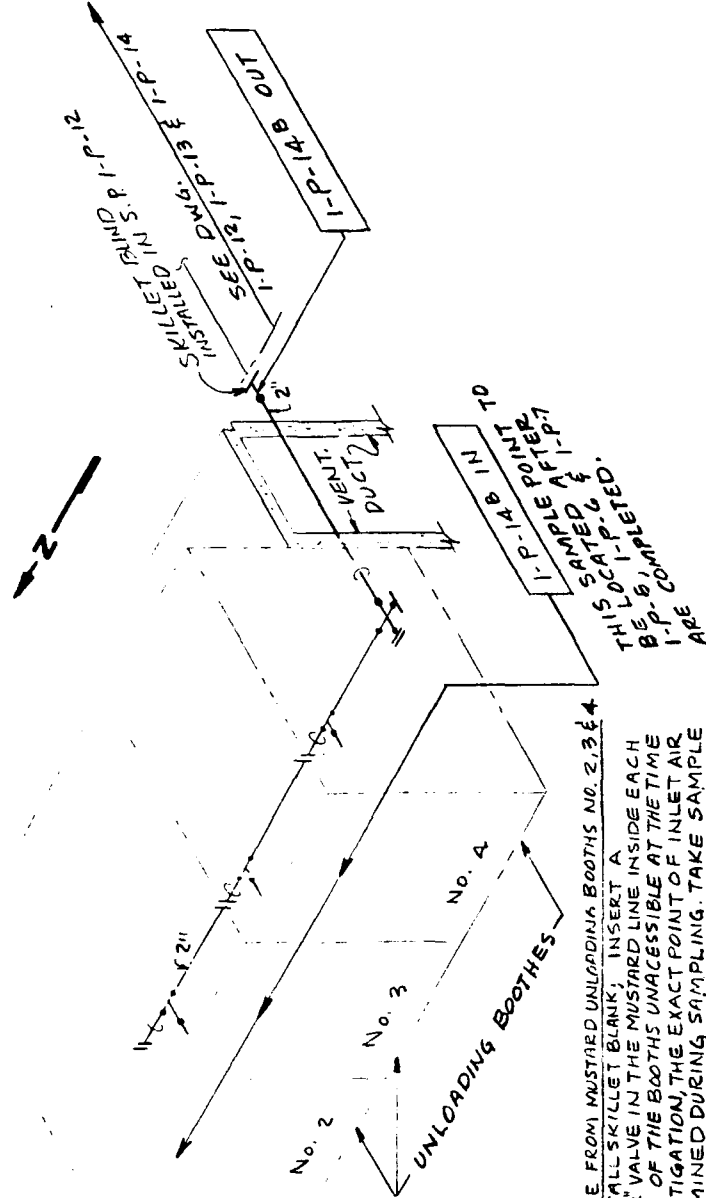 Z
SKILLET BLIND
INSTALLED IN S.P. 1-P-12
SEE DWG.
1-P-12, 1-P-13 & 1-P-14
1-P-14B OUT
2"
VENT.
DUCT
1-P-14B IN
THIS SAMPLE POINT TO
BE LOCATED AFTER
1-P-5, 1-P-6 & 1-P-7
ARE COMPLETED.
2"
No. 2
No. 3
No. 4
UNLOADING BOOTHES
E FROM MUSTARD UNLOADING BOOTHS NO. 2, 3 & 4
ALL SKILLET BLANK; INSERT A
" VALVE IN THE MUSTARD LINE INSIDE EACH
OF THE BOOTHS UNACESSIBLE AT THE TIME
TIGATION, THE EXACT POINT OF INLET AIR
MINED DURING SAMPLING. TAKE SAMPLE